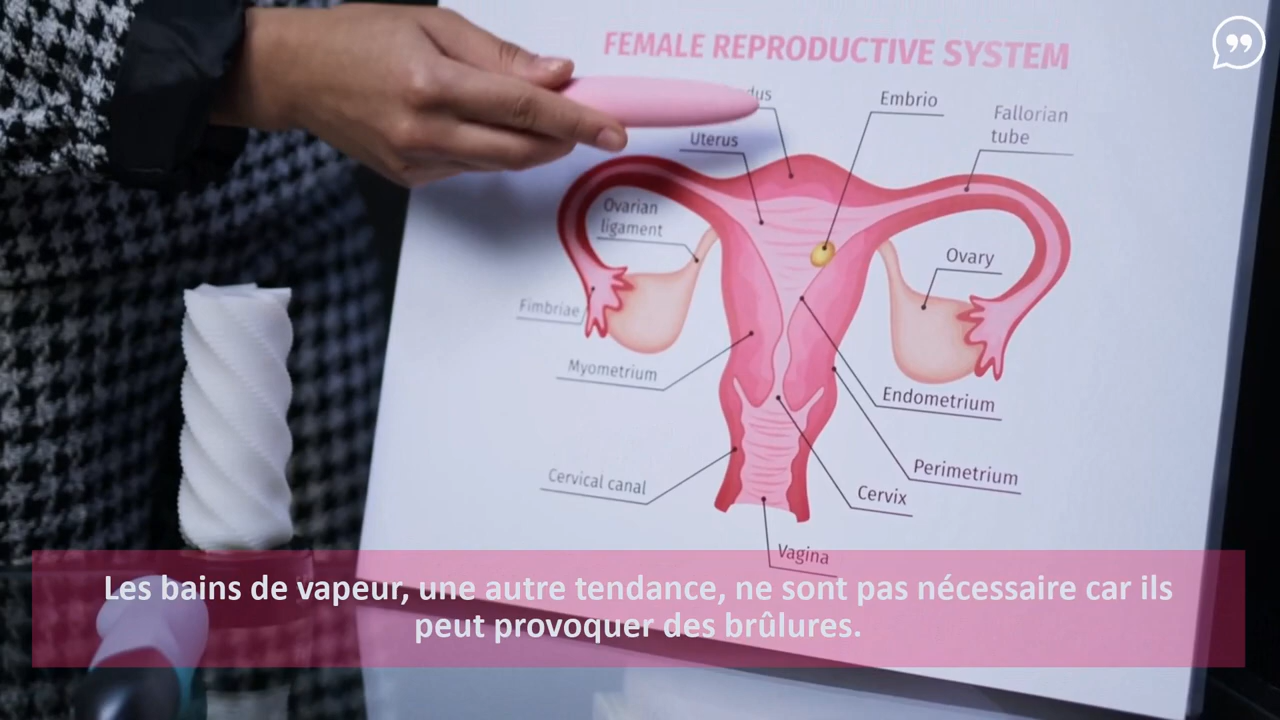 FEMALE REPRODUCTIVE SYSTEM
Embrio
Fallorian
tube
Uterus
Ovarian
ligament
Ovary
Fimbriae
Myometrium
Endometrium
Perimetrium
Cervical canal
Cervix
Vagina
Les bains de vapeur, une autre tendance, ne sont pas nécessaire car ils
peut provoquer des brûlures.